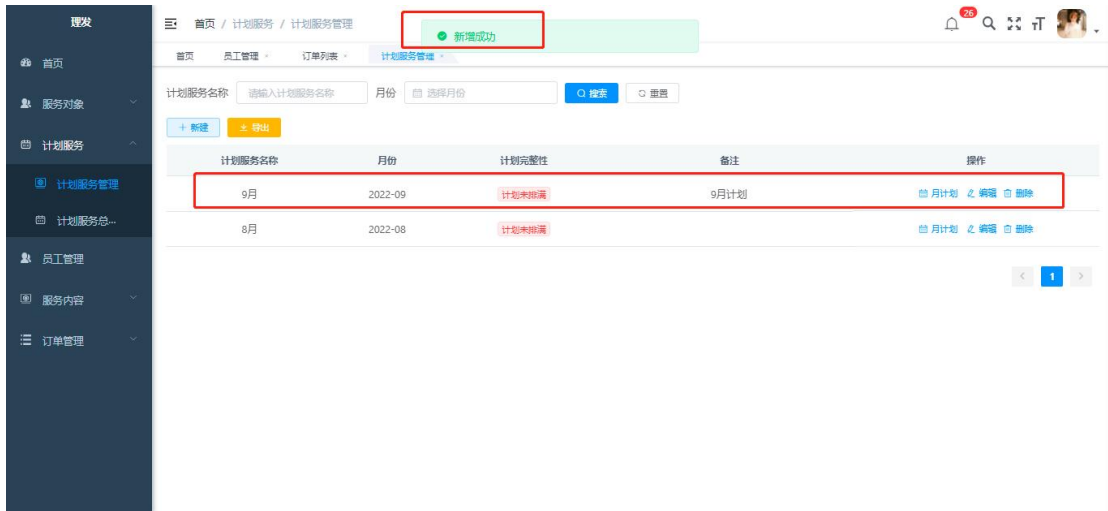 理发
首页 / 计划服务 / 计划服务管理
新增成功
26
首页 员工管理 订单列表 计划服务管理
首页
服务对象
计划服务
计划服务管理
计划服务总...
员工管理
服务内容
订单管理
计划服务名称 请输入计划服务名称 月份 选择月份 搜索 重置
+ 新建 导出
计划服务名称 月份 计划完整性 备注 操作
9月 2022-09 计划未排满 9月计划 月计划 编辑 删除
8月 2022-08 计划未排满 月计划 编辑 删除
< 1 >